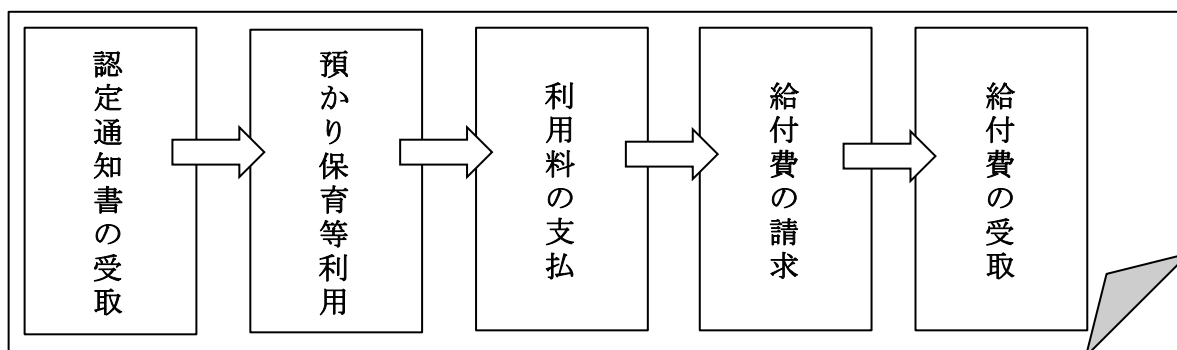 認定通知書の受取
預かり保育等利用
利用料の支払
給付費の請求
給付費の受取